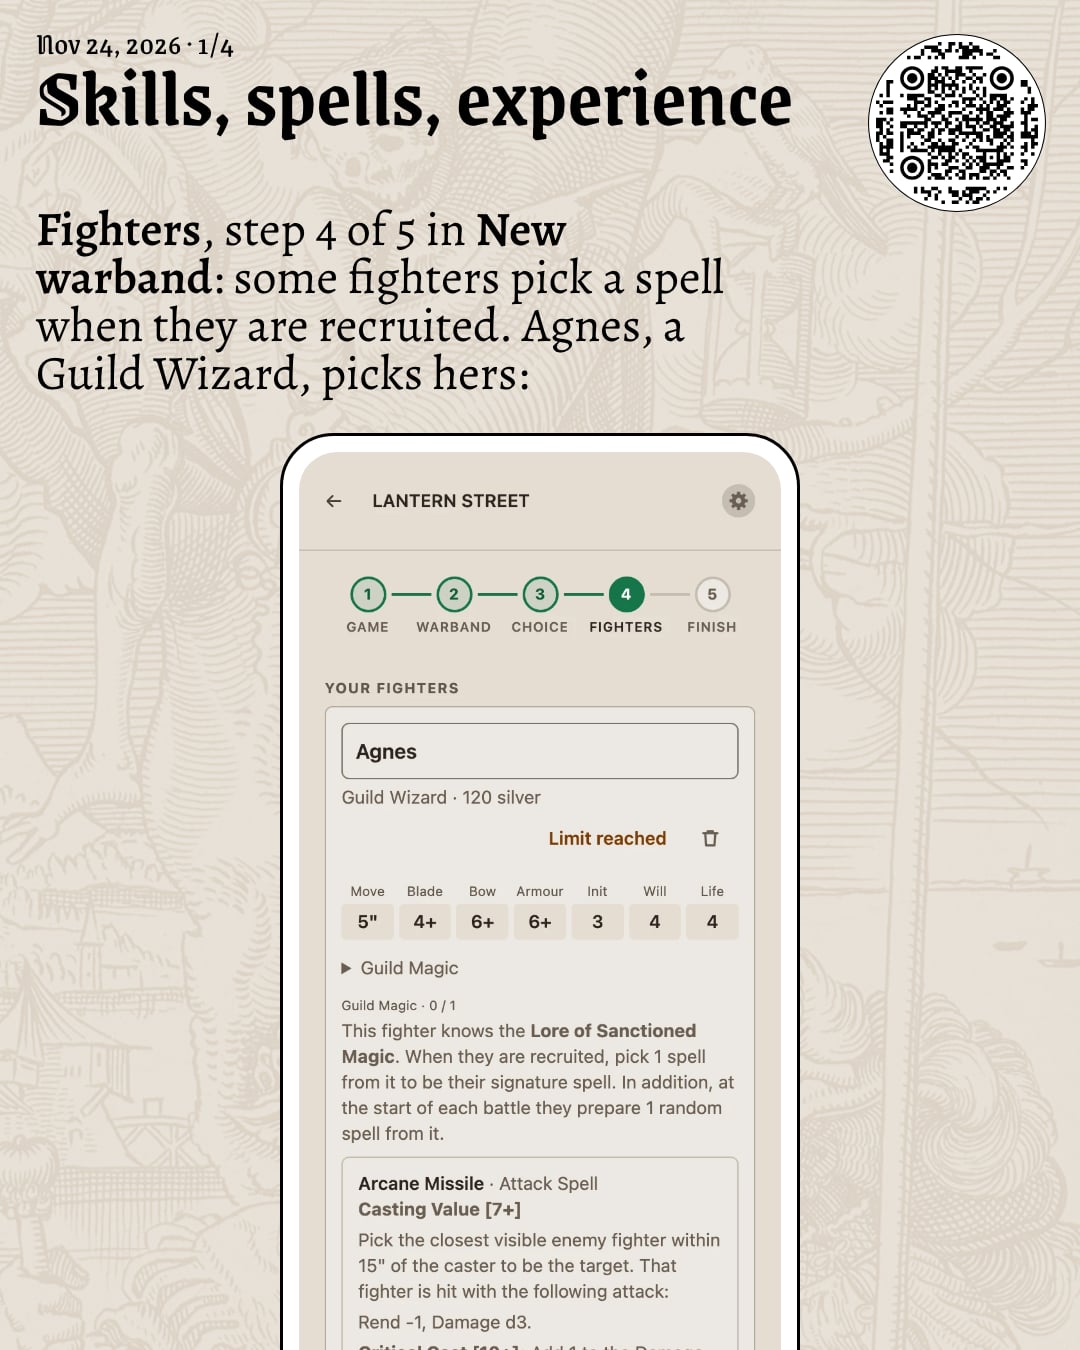 Nov 24, 2026 · 1/4
Skills, spells, experience
Fighters, step 4 of 5 in New
warband: some fighters pick a spell
when they are recruited. Agnes, a
Guild Wizard, picks hers:
← LANTERN STREET
1 2 3 4 5
GAME WARBAND CHOICE FIGHTERS FINISH
YOUR FIGHTERS
Agnes
Guild Wizard · 120 silver
Limit reached
Move Blade Bow Armour Init Will Life
5" 4+ 6+ 6+ 3 4 4
▶ Guild Magic
Guild Magic · 0 / 1
This fighter knows the Lore of Sanctioned
Magic. When they are recruited, pick 1 spell
from it to be their signature spell. In addition, at
the start of each battle they prepare 1 random
spell from it.
Arcane Missile · Attack Spell
Casting Value [7+]
Pick the closest visible enemy fighter within
15" of the caster to be the target. That
fighter is hit with the following attack:
Rend -1, Damage d3.